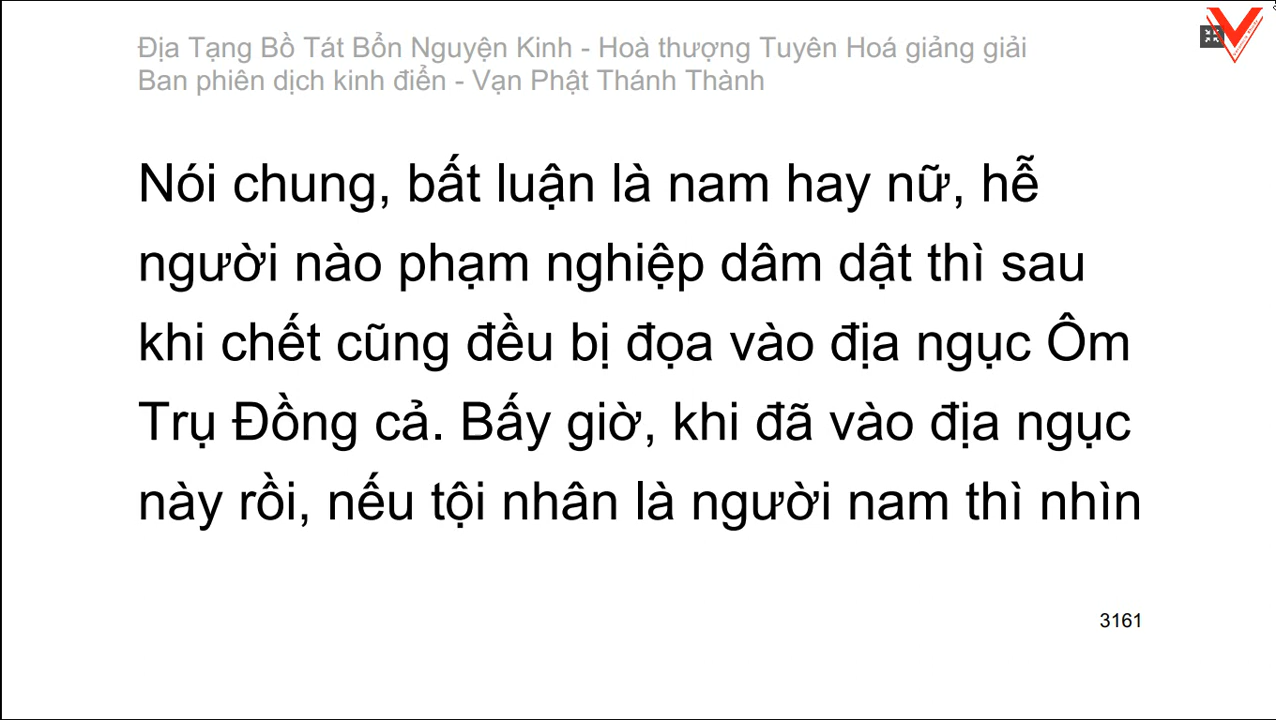 Địa Tạng Bồ Tát Bổn Nguyện Kinh - Hoà thượng Tuyên Hoá giảng giải
Ban phiên dịch kinh điển - Vạn Phật Thánh Thành
Nói chung, bất luận là nam hay nữ, hễ
người nào phạm nghiệp dâm dật thì sau
khi chết cũng đều bị đọa vào địa ngục Ôm
Trụ Đồng cả. Bấy giờ, khi đã vào địa ngục
này rồi, nếu tội nhân là người nam thì nhìn
3161